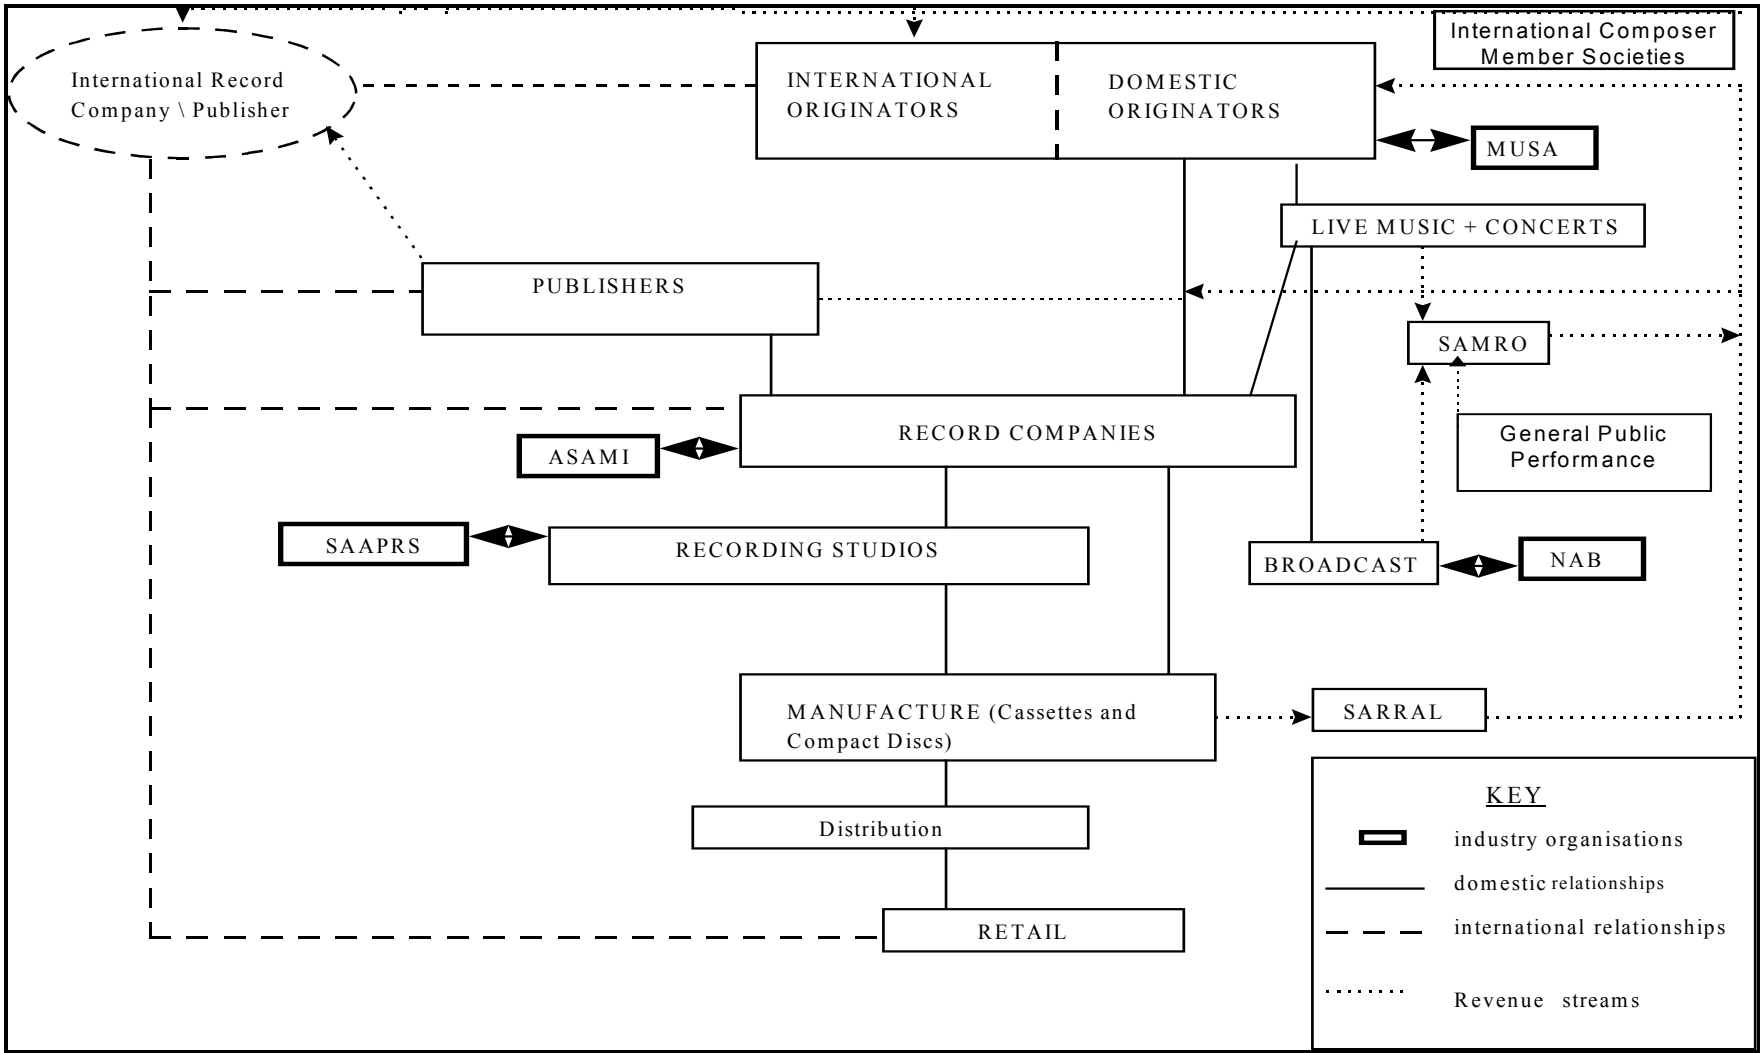 International Composer
Member Societies
International Record
Company \ Publisher
INTERNATIONAL
ORIGINATORS
DOMESTIC
ORIGINATORS
MUSA
LIVE MUSIC + CONCERTS
PUBLISHERS
SAMRO
RECORD COMPANIES
General Public
Performance
ASAMI
SAAPRS
RECORDING STUDIOS
BROADCAST
NAB
MANUFACTURE (Cassettes and
Compact Discs)
SARRAL
Distribution
RETAIL
KEY
industry organisations
domestic relationships
international relationships
Revenue streams